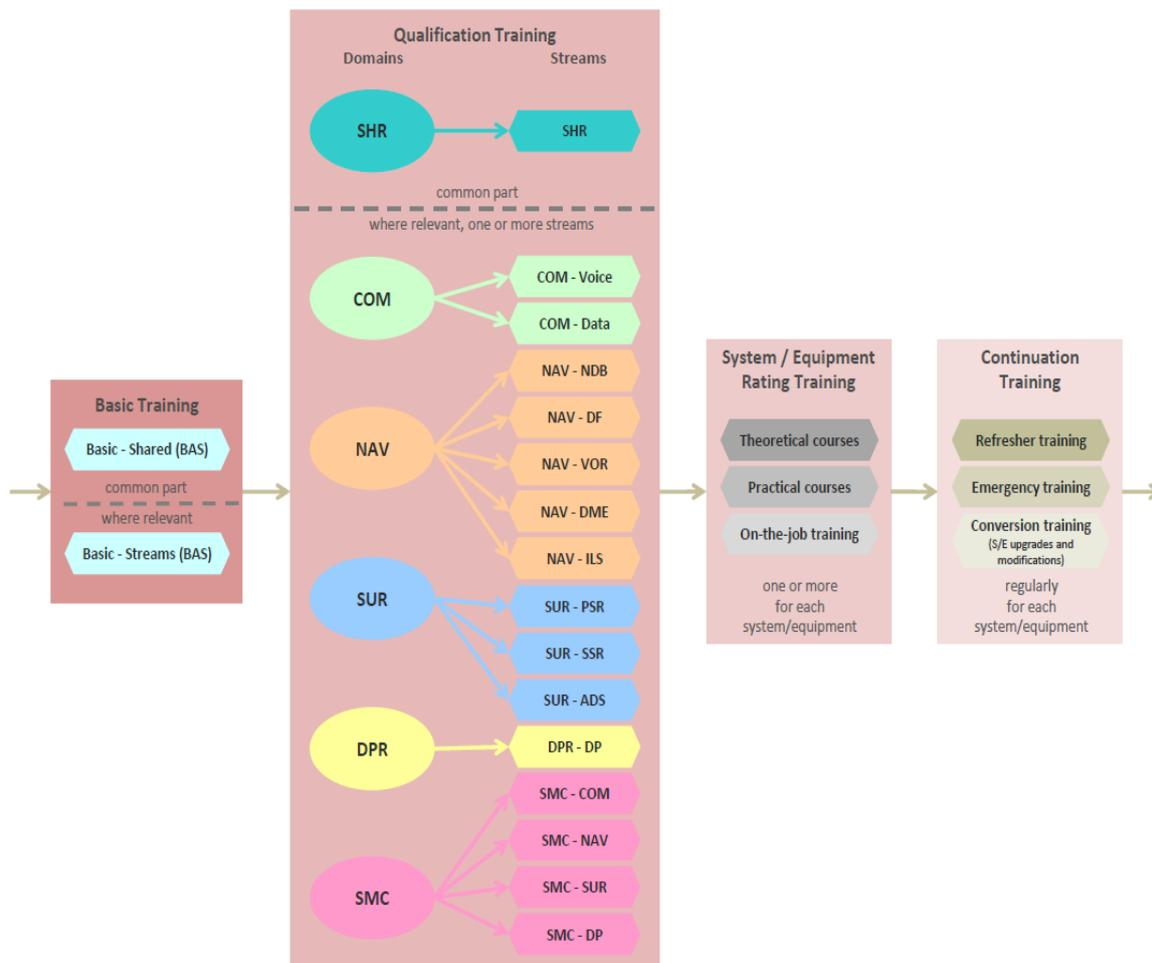 Basic Training
Basic - Shared (BAS)
common part
where relevant
Basic - Streams (BAS)
Qualification Training
Domains
Streams
SHR
SHR
common part
where relevant, one or more streams
COM
COM - Voice
COM - Data
NAV
NAV - NDB
NAV - DF
NAV - VOR
NAV - DME
NAV - ILS
SUR
SUR - PSR
SUR - SSR
SUR - ADS
DPR
DPR - DP
SMC
SMC - COM
SMC - NAV
SMC - SUR
SMC - DP
System / Equipment
Rating Training
Theoretical courses
Practical courses
On-the-job training
one or more
for each
system/equipment
Continuation
Training
Refresher training
Emergency training
Conversion training
(S/E upgrades and
modifications)
regularly
for each
system/equipment